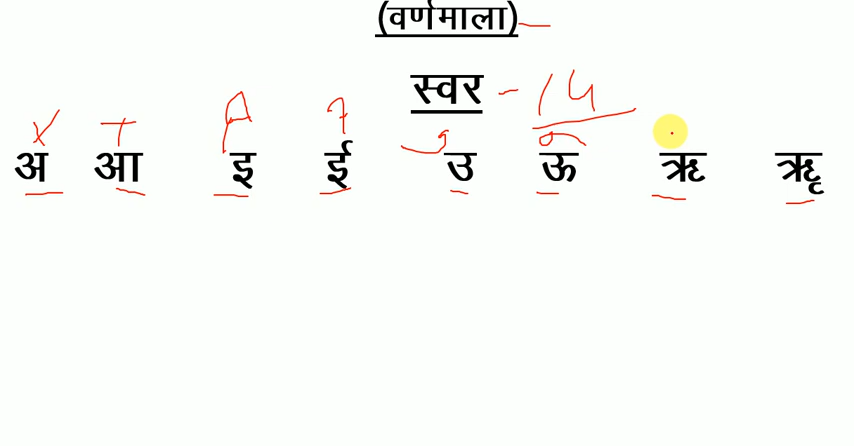 (वर्णमाला)
स्वर - 14
अ आ इ ई उ ऊ ऋ ॠ